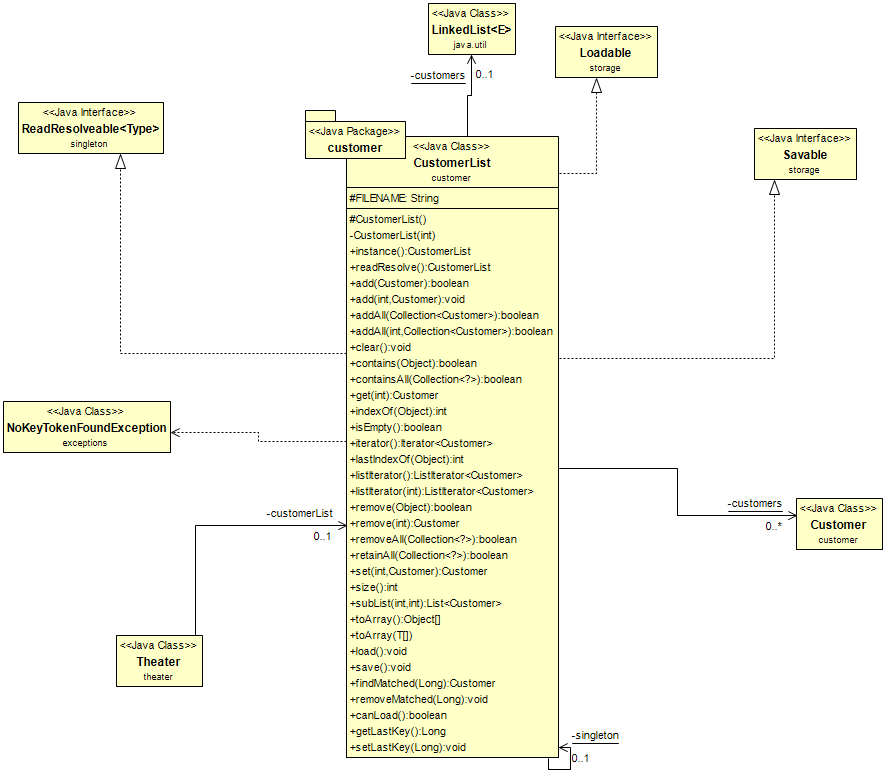 <<Java Class>>
LinkedList<E>
java.util
-customers
0..1
<<Java Interface>>
Loadable
storage
<<Java Interface>>
ReadResolveable<Type>
singleton
<<Java Package>>
customer
<<Java Interface>>
Savable
storage
<<Java Class>>
CustomerList
customer
#FILENAME: String
#CustomerList()
-CustomerList(int)
+instance():CustomerList
+readResolve():CustomerList
+add(Customer):boolean
+add(int,Customer):void
+addAll(Collection<Customer>):boolean
+addAll(int,Collection<Customer>):boolean
+clear():void
+contains(Object):boolean
+containsAll(Collection<?>):boolean
+get(int):Customer
+indexOf(Object):int
+isEmpty():boolean
+iterator():Iterator<Customer>
+lastIndexOf(Object):int
+listIterator():ListIterator<Customer>
+listIterator(int):ListIterator<Customer>
+remove(Object):boolean
+remove(int):Customer
+removeAll(Collection<?>):boolean
+retainAll(Collection<?>):boolean
+set(int,Customer):Customer
+size():int
+subList(int,int):List<Customer>
+toArray():Object[]
+toArray(T[])
+load():void
+save():void
+findMatched(Long):Customer
+removeMatched(Long):void
+canLoad():boolean
+getLastKey():Long
+setLastKey(Long):void
<<Java Class>>
NoKeyTokenFoundException
exceptions
-customerList
0..1
-customers
0..*
<<Java Class>>
Customer
customer
<<Java Class>>
Theater
theater
-singleton
0..1